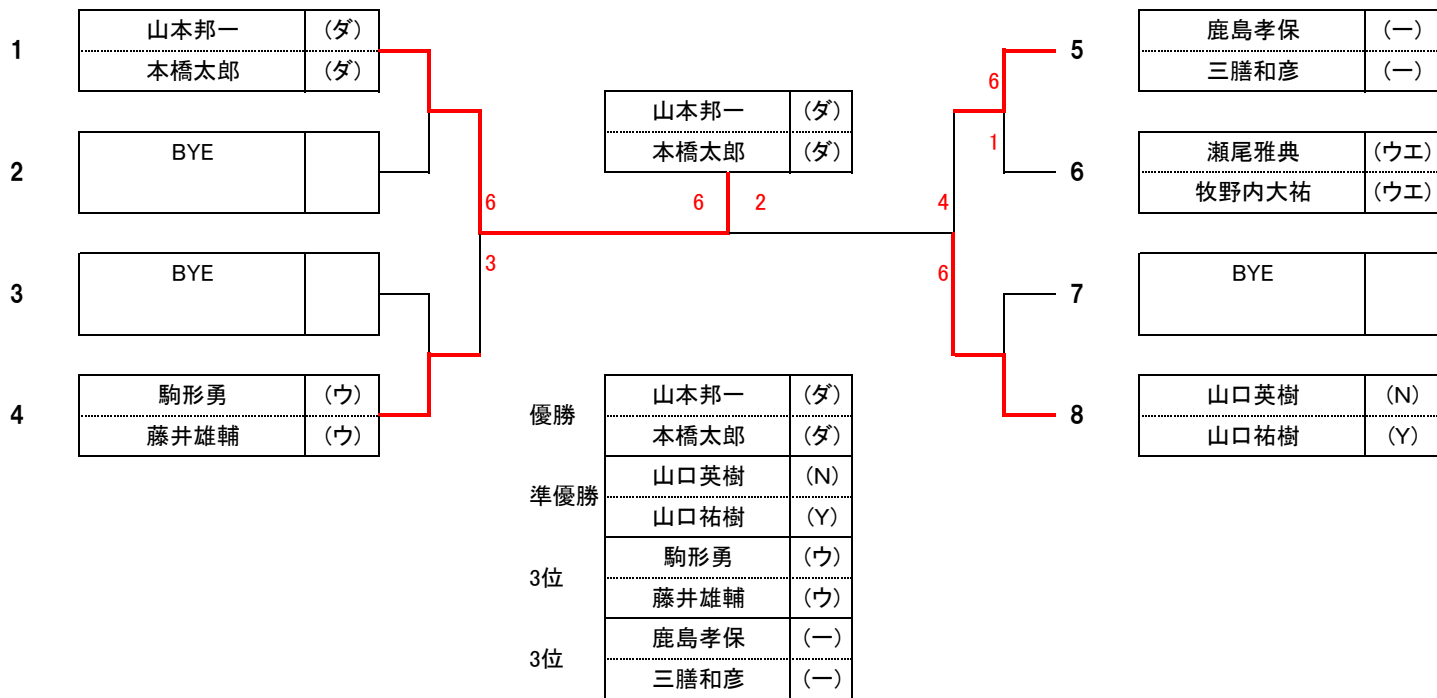 1
山本邦一 (ダ)
本橋太郎 (ダ)
2
BYE
3
BYE
4
駒形勇 (ウ)
藤井雄輔 (ウ)
6
3
山本邦一 (ダ)
本橋太郎 (ダ)
6 2
6
1
4
6
5
鹿島孝保 (一)
三膳和彦 (一)
6
瀬尾雅典 (ウエ)
牧野内大祐 (ウエ)
7
BYE
8
山口英樹 (N)
山口祐樹 (Y)
優勝
山本邦一 (ダ)
本橋太郎 (ダ)
準優勝
山口英樹 (N)
山口祐樹 (Y)
3位
駒形勇 (ウ)
藤井雄輔 (ウ)
3位
鹿島孝保 (一)
三膳和彦 (一)